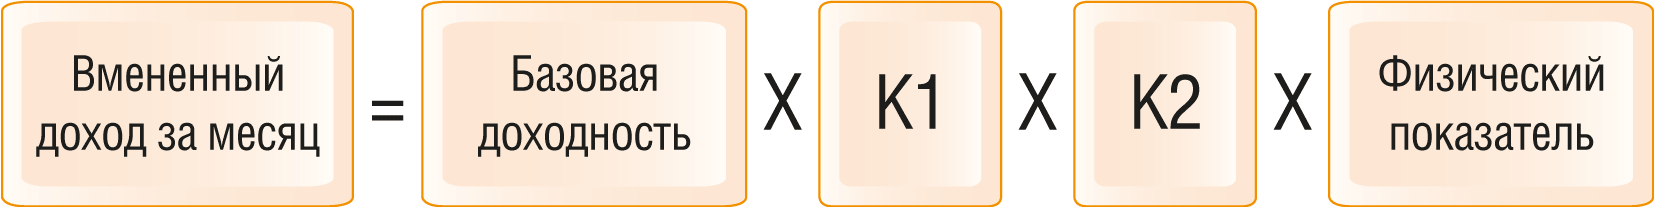 Вмененный
доход за месяц
=
Базовая
доходность
X
К1
X
К2
X
Физический
показатель